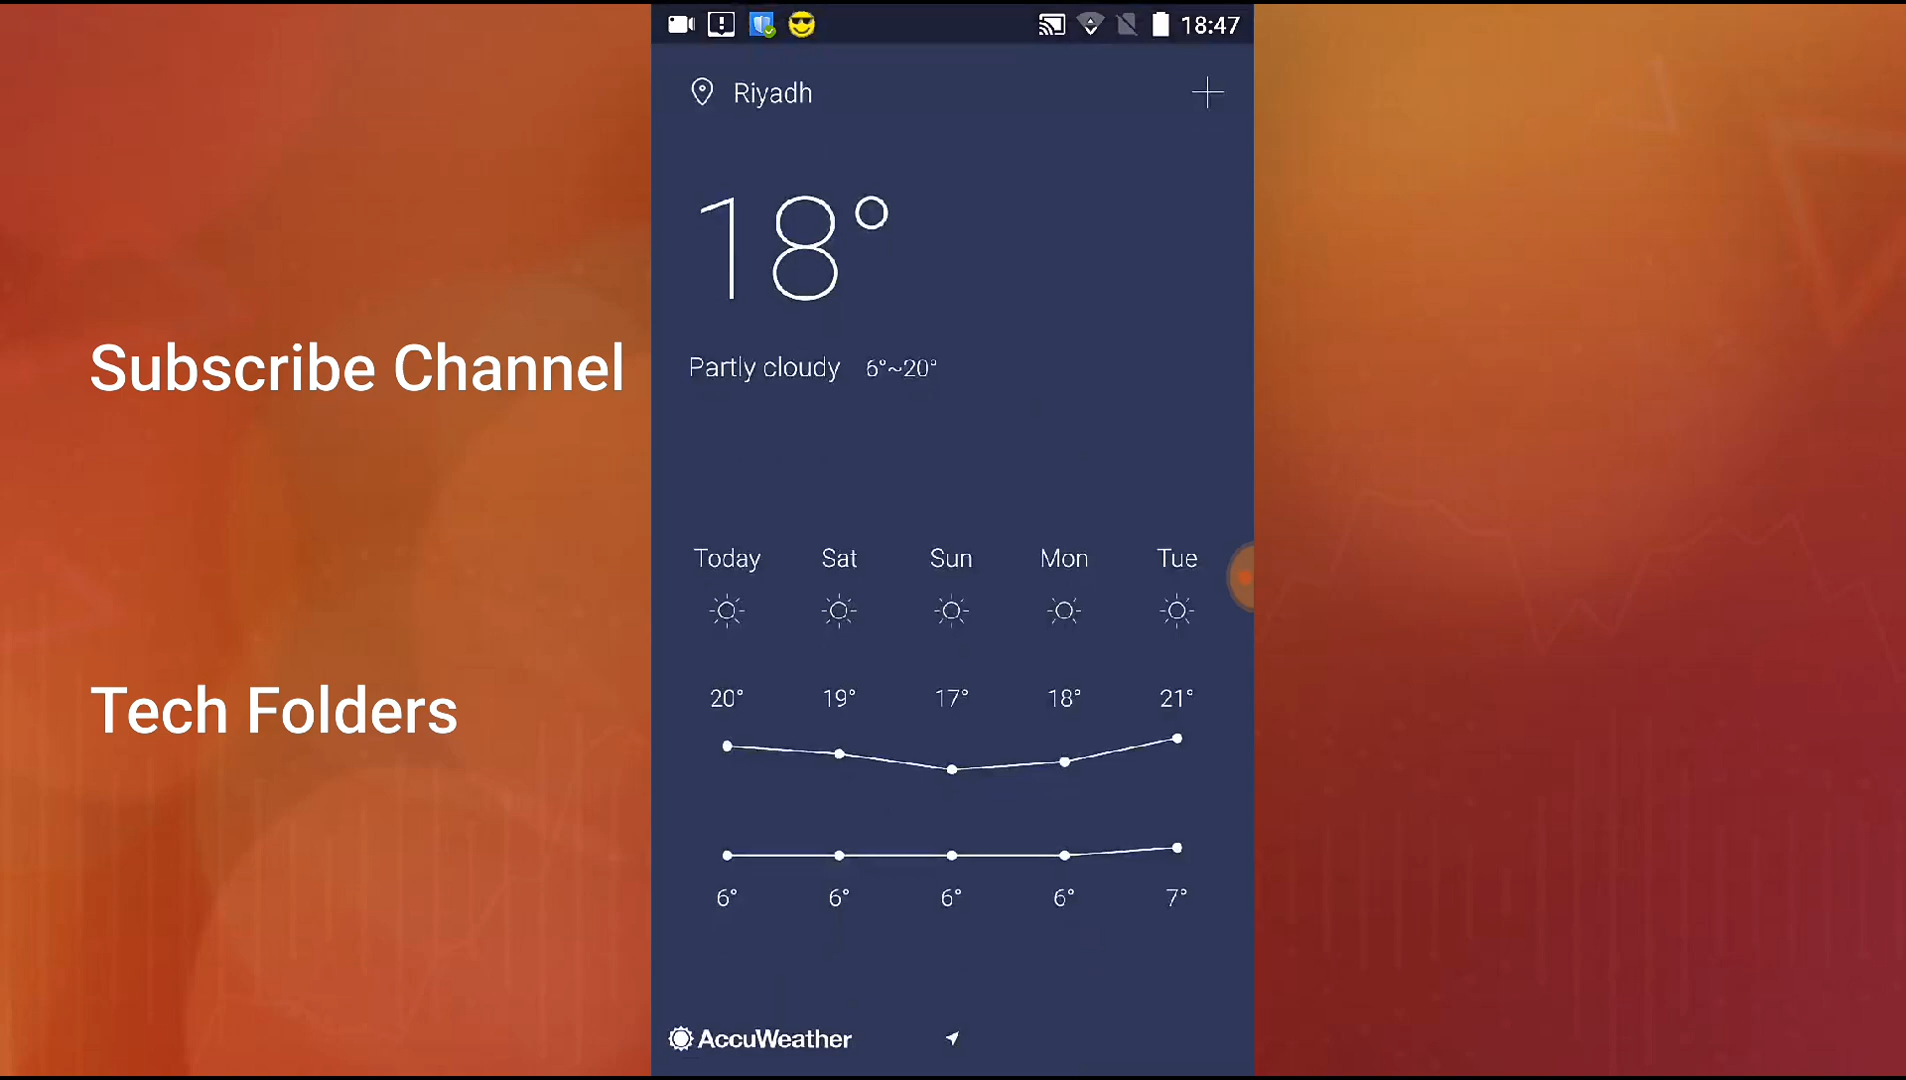 18:47
Riyadh
18°
Subscribe Channel
Partly cloudy 6°~20°
Today Sat Sun Mon Tue
Tech Folders
20° 19° 17° 18° 21°
6° 6° 6° 6° 7°
AccuWeather